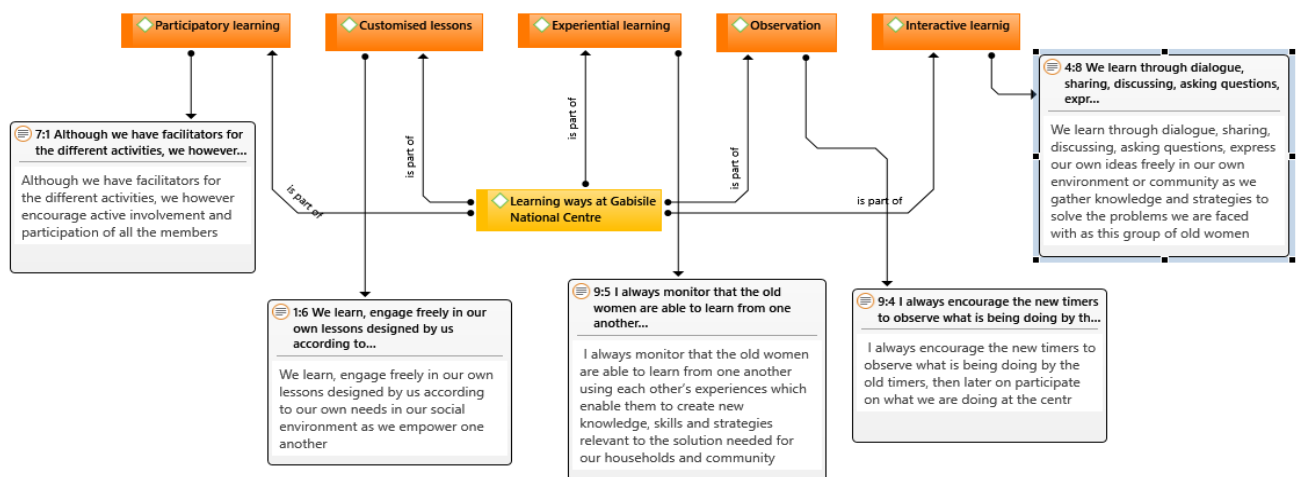 Participatory learning
Customised lessons
Experiential learning
Observation
Interactive learnig
4:8 We learn through dialogue,
sharing, discussing, asking questions,
expr...
We learn through dialogue, sharing,
discussing, asking questions, express
our own ideas freely in our own
environment or community as we
gather knowledge and strategies to
solve the problems we are faced
with as this group of old women
7:1 Although we have facilitators for
the different activities, we however...
Although we have facilitators for
the different activities, we however
encourage active involvement and
participation of all the members
is part of
is part of
is part of
is part of
is part of
Learning ways at Gabisile
National Centre
1:6 We learn, engage freely in our
own lessons designed by us
according to...
We learn, engage freely in our own
lessons designed by us according
to our own needs in our social
environment as we empower one
another
9:5 I always monitor that the old
women are able to learn from one
another...
I always monitor that the old women
are able to learn from one another
using each other's experiences which
enable them to create new
knowledge, skills and strategies
relevant to the solution needed for
our households and community
9:4 I always encourage the new timers
to observe what is being doing by th...
I always encourage the new timers to
observe what is being doing by the
old timers, then later on participate
on what we are doing at the centr